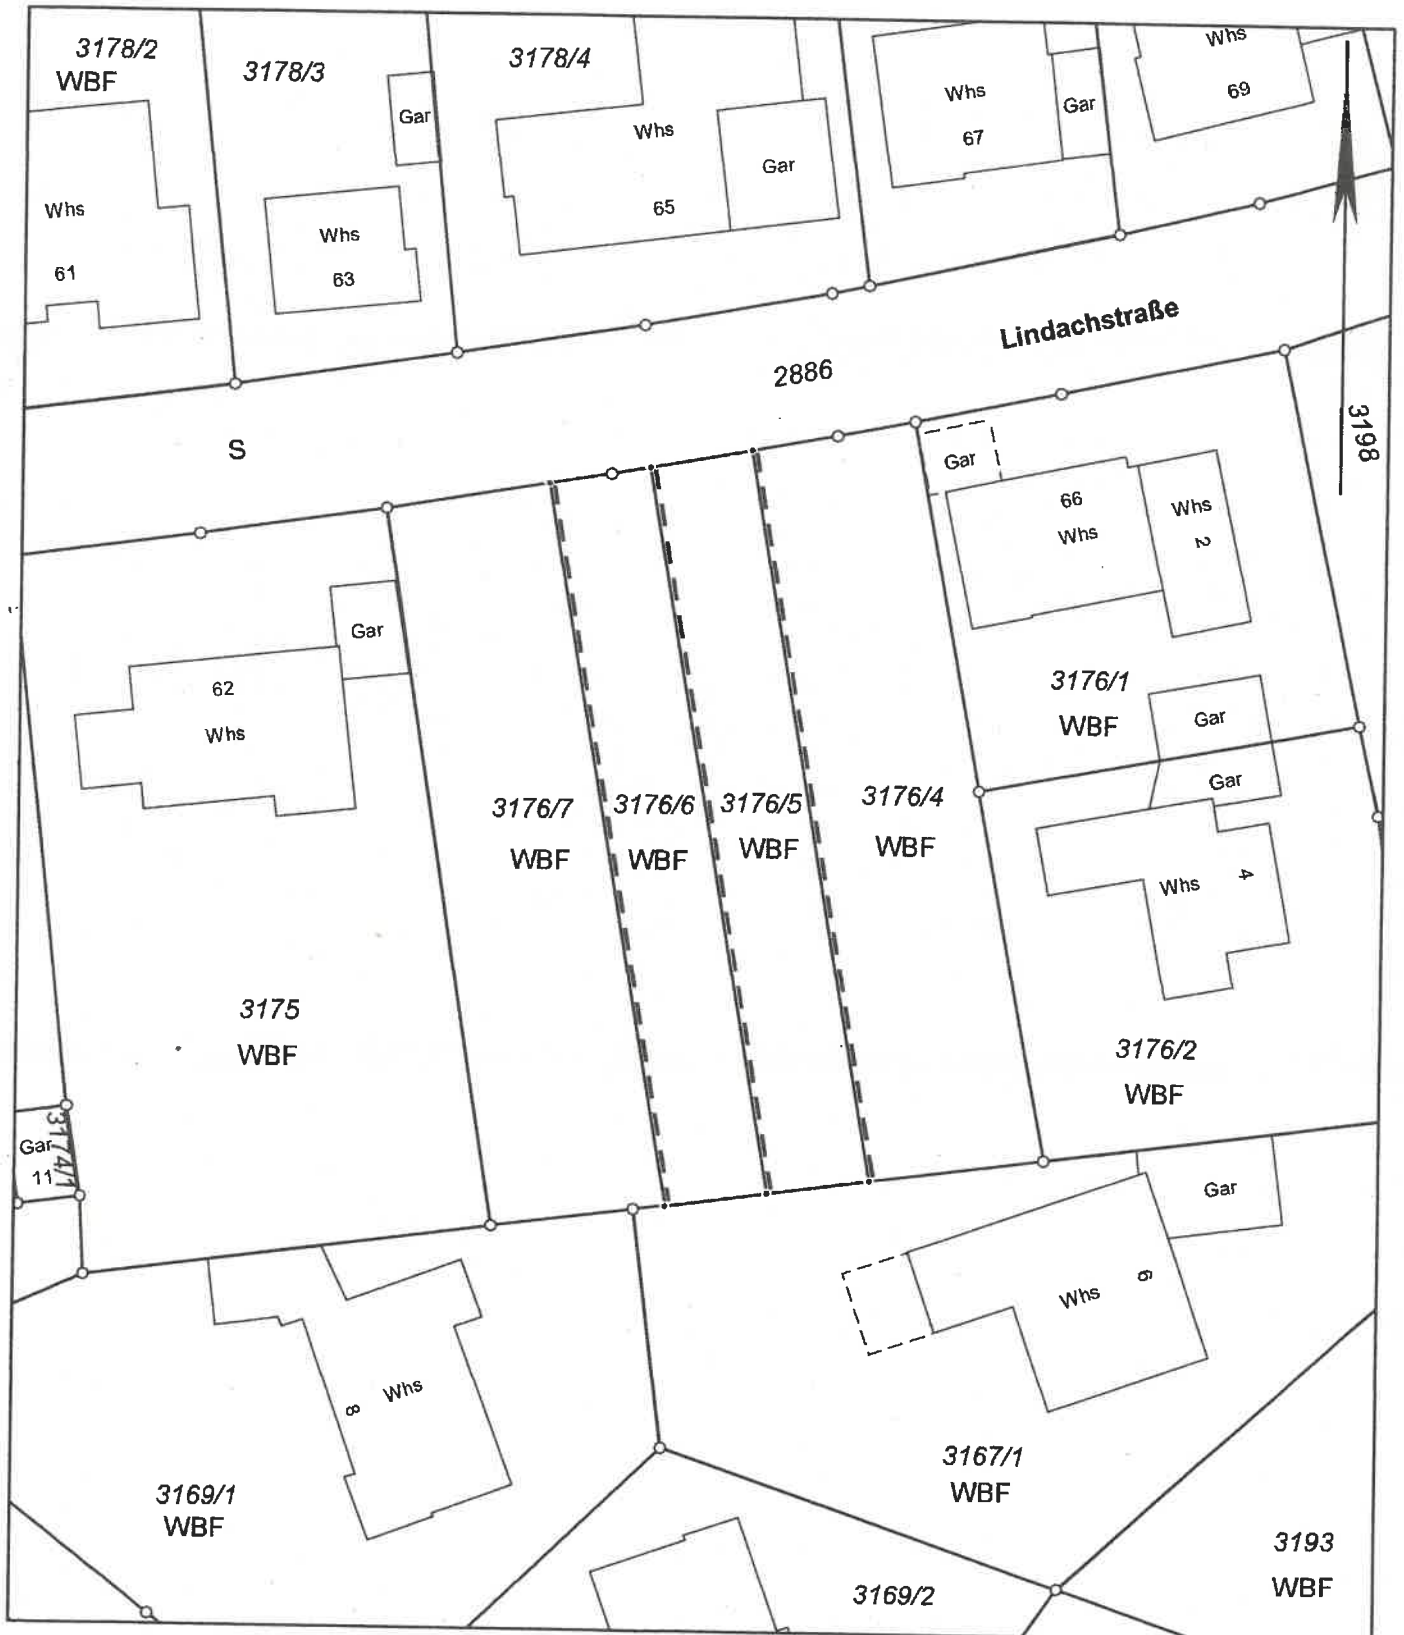 3178/2
WBF
3178/3
3178/4
Gar
Whs
61
Whs
63
Whs
65
Gar
Whs
67
Gar
Whs
69
Lindachstraße
2886
S
3198
Gar
66
Whs
Whs
2
Gar
62
Whs
3176/1
WBF
Gar
Gar
3176/7
WBF
3176/6
WBF
3176/5
WBF
3176/4
WBF
Whs
4
3175
WBF
3176/2
WBF
Gar
11
3174/1
Gar
Whs
6
Whs
8
3169/1
WBF
3167/1
WBF
3169/2
3193
WBF